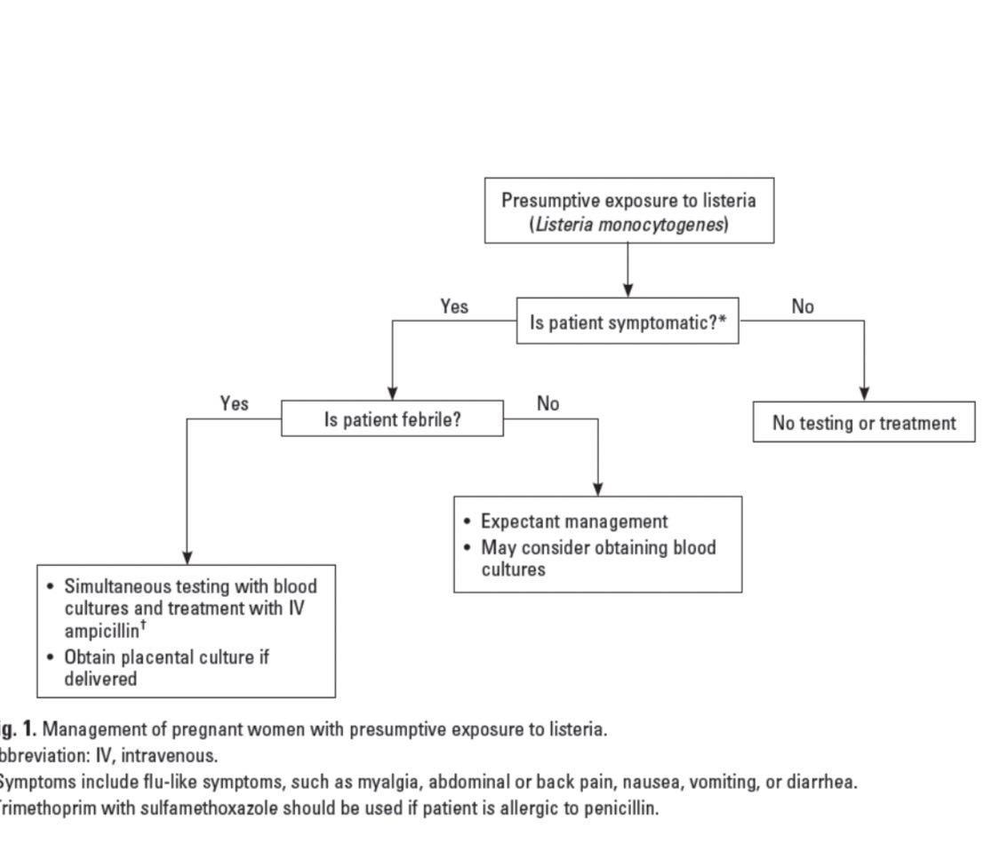 Presumptive exposure to listeria
(Listeria monocytogenes)
Yes
Is patient symptomatic?*
No
Yes
Is patient febrile?
No
No testing or treatment
• Expectant management
• May consider obtaining blood
cultures
• Simultaneous testing with blood
cultures and treatment with IV
ampicillin†
• Obtain placental culture if
delivered
ig. 1. Management of pregnant women with presumptive exposure to listeria.
bbreviation: IV, intravenous.
Symptoms include flu-like symptoms, such as myalgia, abdominal or back pain, nausea, vomiting, or diarrhea.
rimethoprim with sulfamethoxazole should be used if patient is allergic to penicillin.